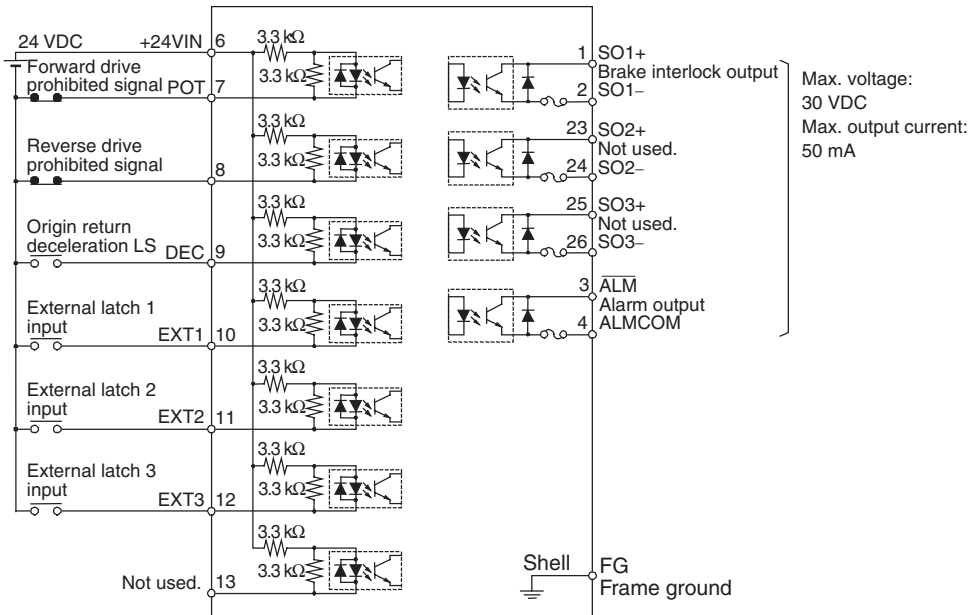 24 VDC
+24VIN 6
3.3 kΩ
3.3 kΩ
Forward drive
prohibited signal
POT 7
3.3 kΩ
3.3 kΩ
Reverse drive
prohibited signal
8
3.3 kΩ
3.3 kΩ
Origin return
deceleration LS
DEC 9
3.3 kΩ
3.3 kΩ
External latch 1
input
EXT1 10
3.3 kΩ
3.3 kΩ
External latch 2
input
EXT2 11
3.3 kΩ
3.3 kΩ
External latch 3
input
EXT3 12
3.3 kΩ
3.3 kΩ
Not used. 13
1 SO1+
Brake interlock output
2 SO1–
23 SO2+
Not used.
24 SO2–
25 SO3+
Not used.
26 SO3–
3 ALM
Alarm output
4 ALMCOM
Max. voltage:
30 VDC
Max. output current:
50 mA
Shell
FG
Frame ground